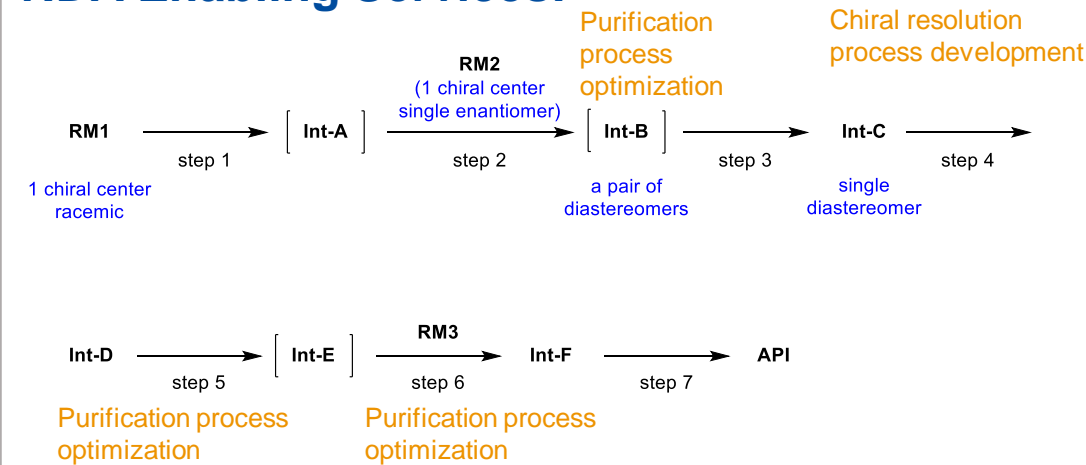 Purification
process
optimization
Chiral resolution
process development
RM2
(1 chiral center
single enantiomer)
RM1
step 1
[ Int-A ]
step 2
[ Int-B ]
step 3
Int-C
step 4
1 chiral center
racemic
a pair of
diastereomers
single
diastereomer
Int-D
step 5
[ Int-E ]
RM3
step 6
Int-F
step 7
API
Purification process
optimization
Purification process
optimization